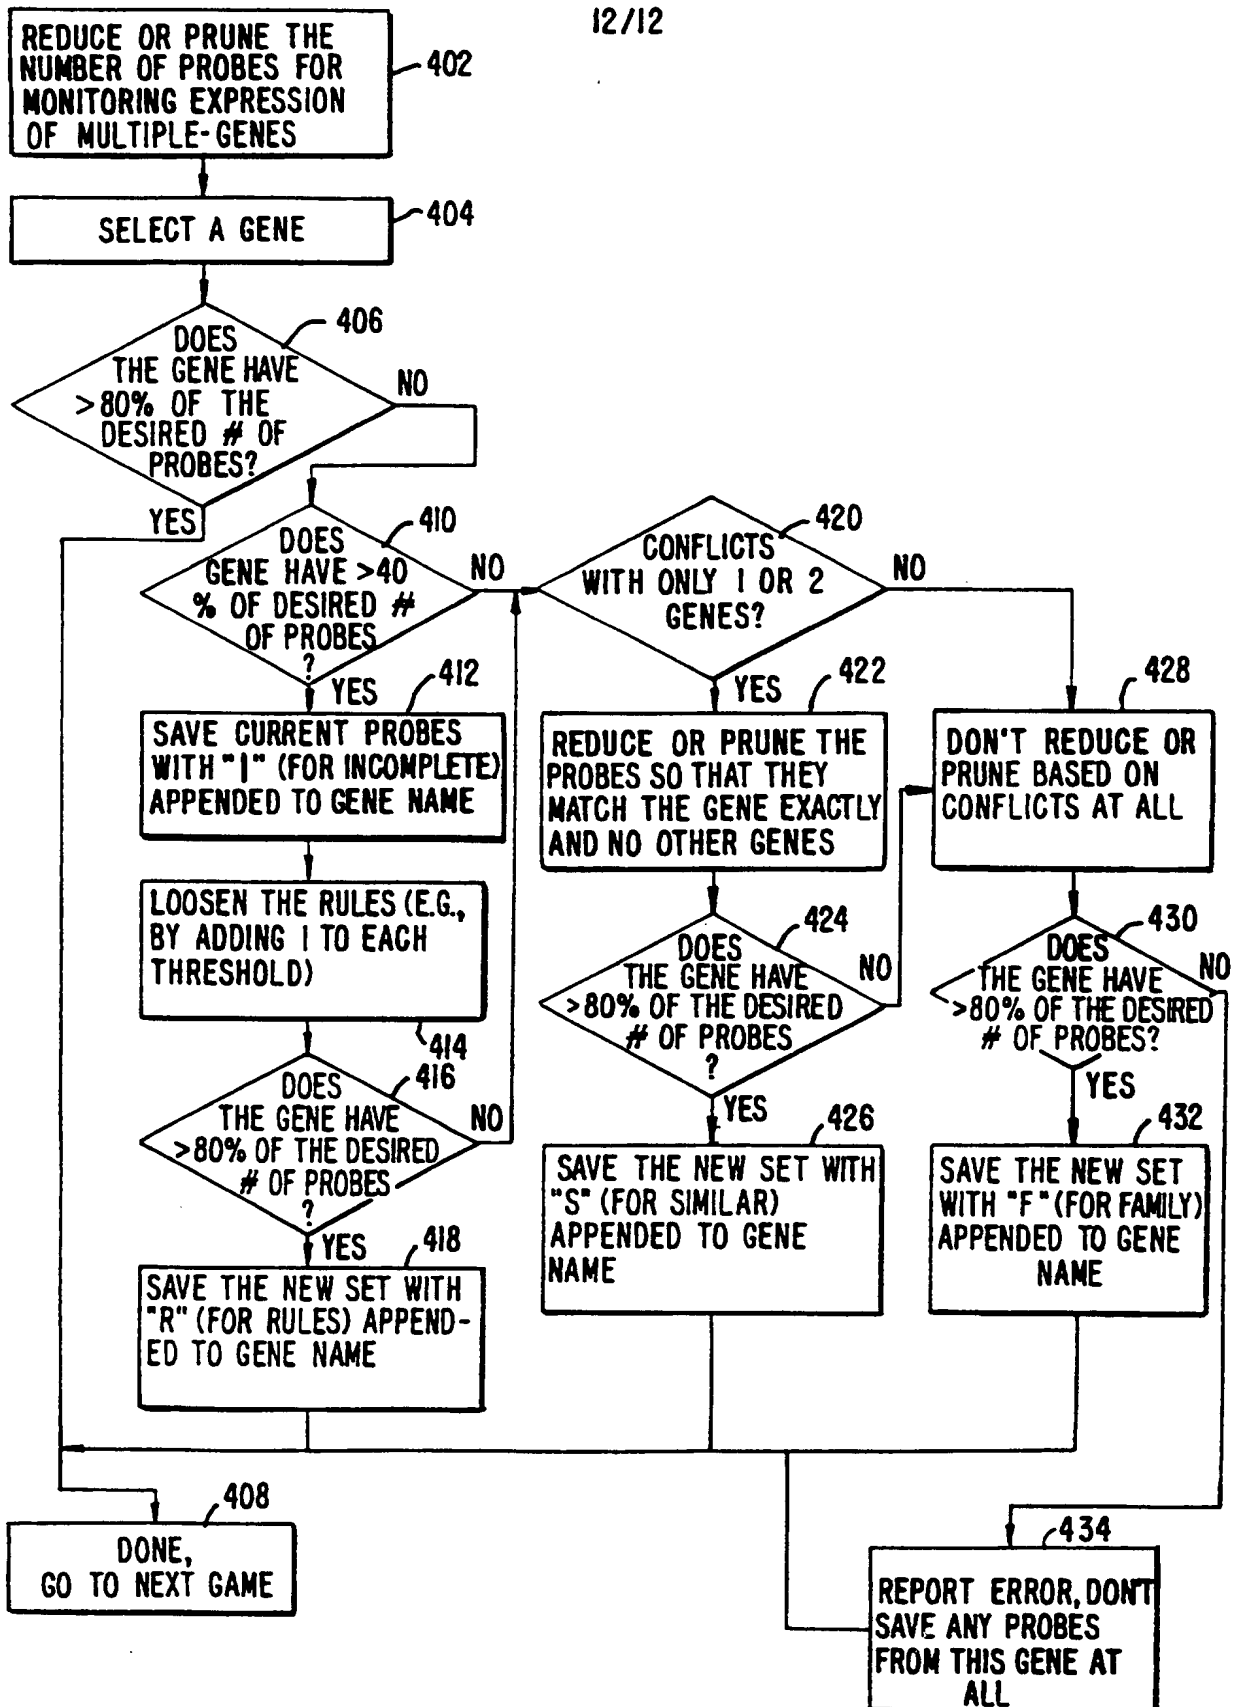 12/12
REDUCE OR PRUNE THE
NUMBER OF PROBES FOR
MONITORING EXPRESSION
OF MULTIPLE-GENES
402
SELECT A GENE
404
DOES
THE GENE HAVE
>80% OF THE
DESIRED # OF
PROBES?
406
NO
YES
DOES
GENE HAVE >40
% OF DESIRED #
OF PROBES
?
410
NO
YES
CONFLICTS
WITH ONLY 1 OR 2
GENES?
420
NO
YES
412
SAVE CURRENT PROBES
WITH "I" (FOR INCOMPLETE)
APPENDED TO GENE NAME
422
REDUCE OR PRUNE THE
PROBES SO THAT THEY
MATCH THE GENE EXACTLY
AND NO OTHER GENES
428
DON'T REDUCE OR
PRUNE BASED ON
CONFLICTS AT ALL
LOOSEN THE RULES (E.G.,
BY ADDING 1 TO EACH
THRESHOLD)
414
DOES
THE GENE HAVE
>80% OF THE DESIRED
# OF PROBES
?
424
NO
YES
DOES
THE GENE HAVE
>80% OF THE DESIRED
# OF PROBES?
430
NO
YES
DOES
THE GENE HAVE
>80% OF THE DESIRED
# OF PROBES
?
416
NO
YES
426
SAVE THE NEW SET WITH
"S" (FOR SIMILAR)
APPENDED TO GENE
NAME
432
SAVE THE NEW SET
WITH "F" (FOR FAMILY)
APPENDED TO GENE
NAME
418
SAVE THE NEW SET WITH
"R" (FOR RULES) APPEND-
ED TO GENE NAME
408
DONE,
GO TO NEXT GAME
434
REPORT ERROR, DON'T
SAVE ANY PROBES
FROM THIS GENE AT
ALL